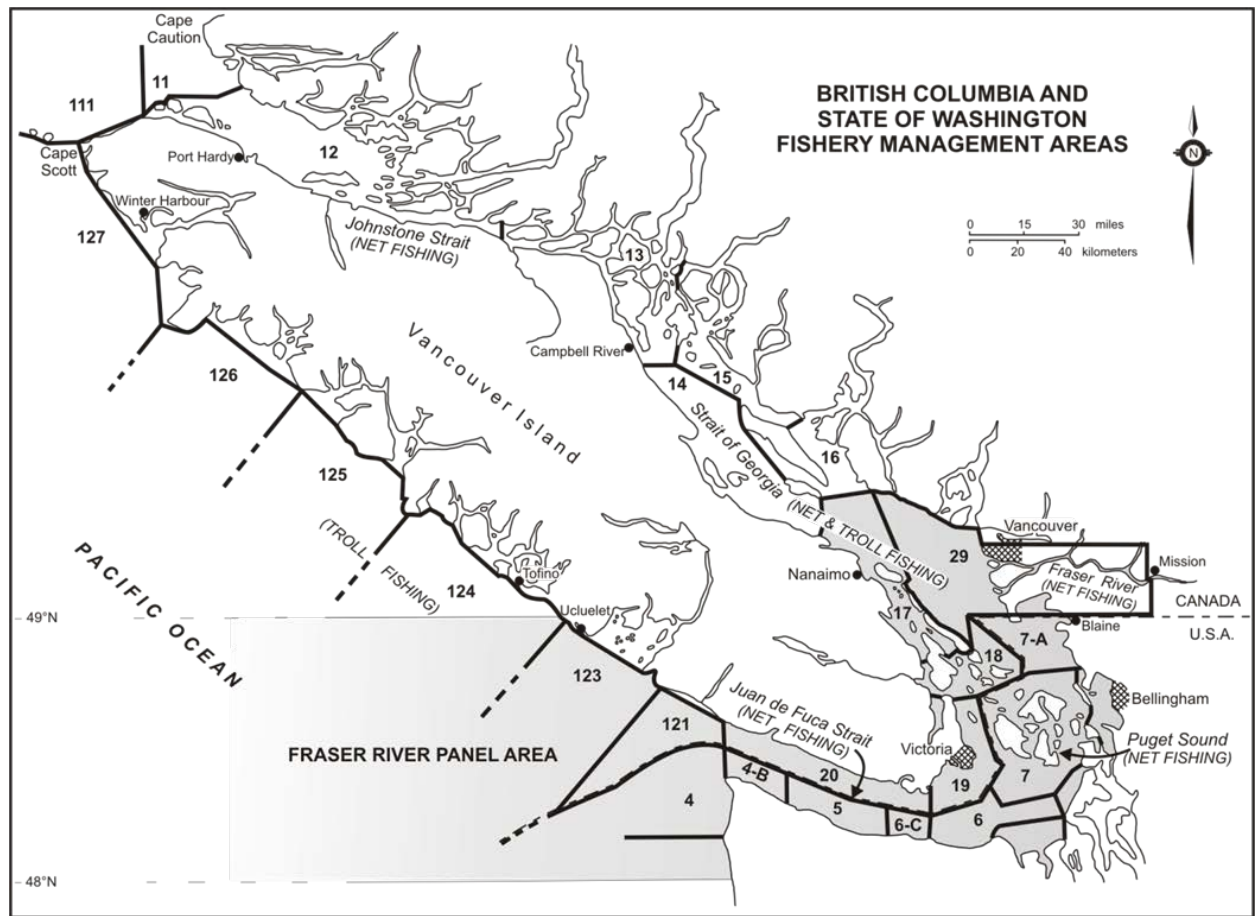 Cape
Caution
11
111
BRITISH COLUMBIA AND
STATE OF WASHINGTON
FISHERY MANAGEMENT AREAS
N
Cape
Scott
Port Hardy
12
Winter Harbour
127
Johnstone Strait
(NET FISHING)
0 15 30 miles
0 20 40 kilometers
13
Campbell River
Vancouver Island
126
14
15
Strait of Georgia (NET & TROLL FISHING)
16
125
(TROLL FISHING)
PACIFIC OCEAN
124
Tofino
Ucluelet
29
Vancouver
Mission
Fraser River
(NET FISHING)
Nanaimo
17
CANADA
49°N
U.S.A.
Blaine
7-A
18
123
Bellingham
121
Juan de Fuca Strait
(NET FISHING)
Victoria
Puget Sound
(NET FISHING)
FRASER RIVER PANEL AREA
4
4-B
20
5
6-C
19
6
7
48°N